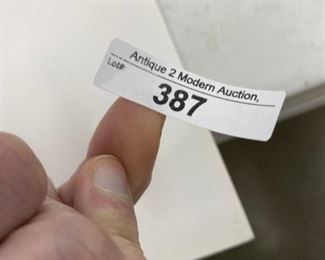 Antique 2 Modern Auction,
Lot#:
387